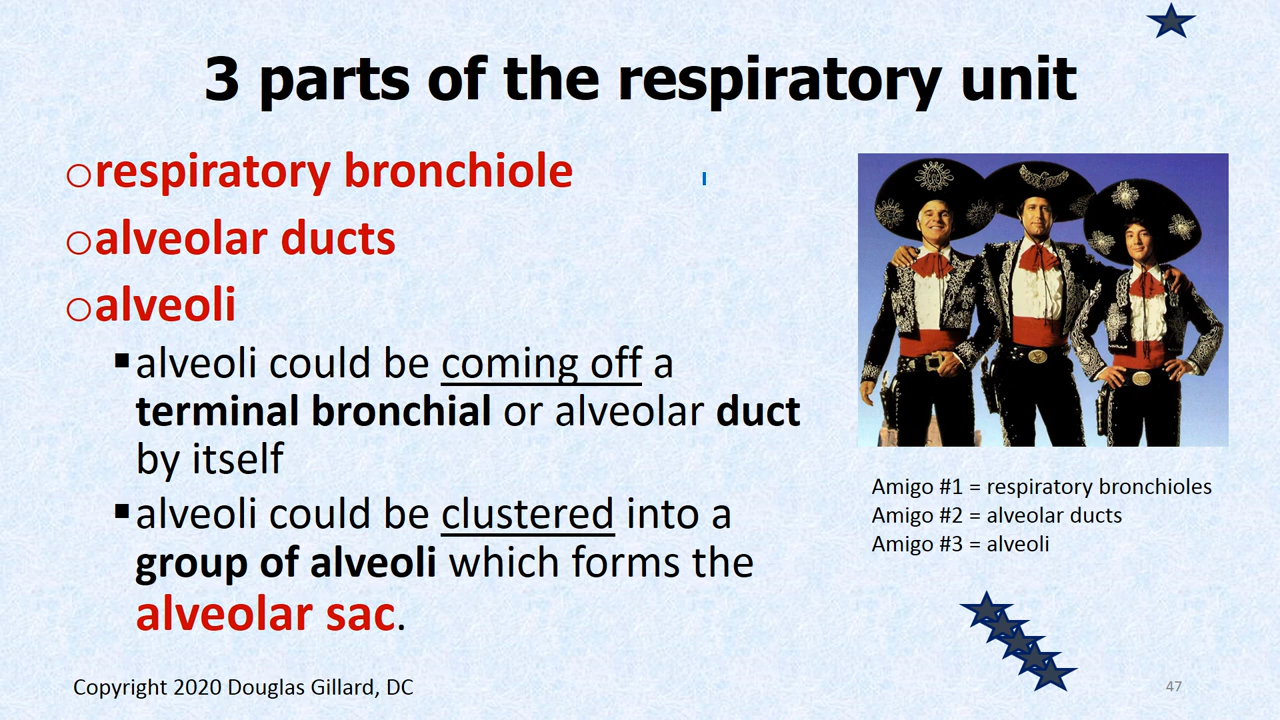 3 parts of the respiratory unit
respiratory bronchiole
alveolar ducts
alveoli
alveoli could be coming off a
terminal bronchial or alveolar duct
by itself
alveoli could be clustered into a
group of alveoli which forms the
alveolar sac.
Amigo #1 = respiratory bronchioles
Amigo #2 = alveolar ducts
Amigo #3 = alveoli
Copyright 2020 Douglas Gillard, DC
47